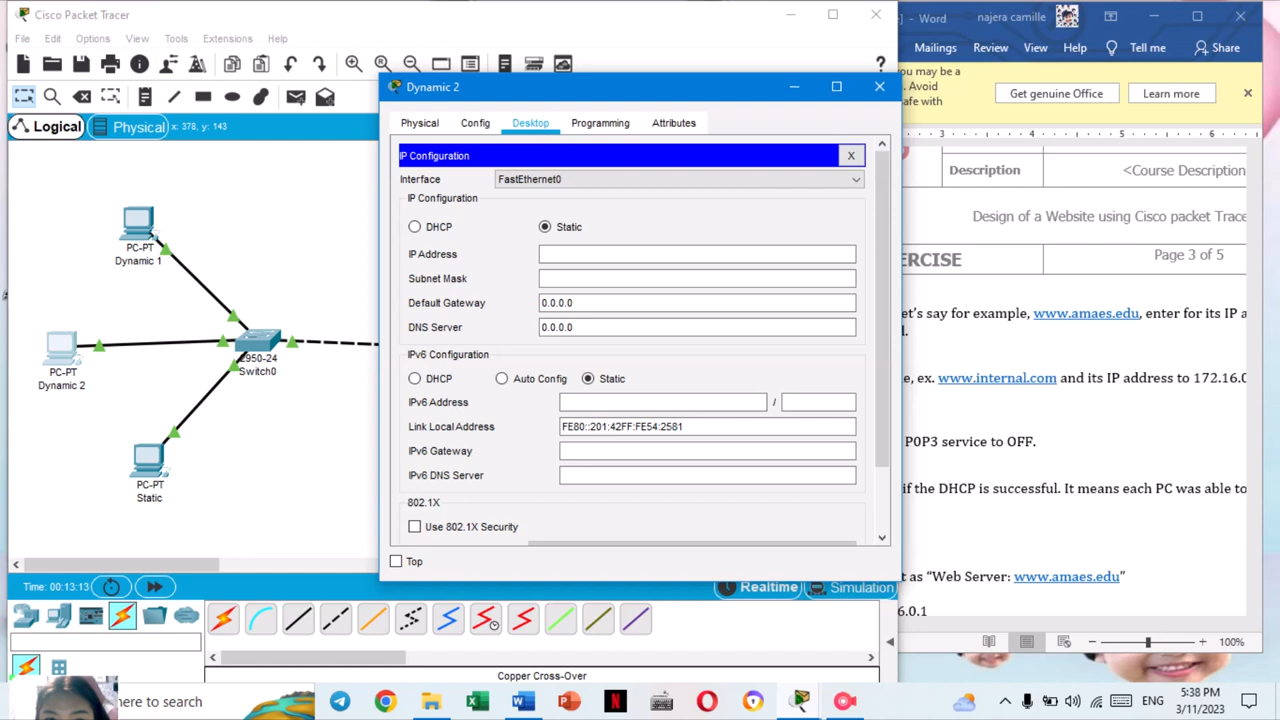 Cisco Packet Tracer
File Edit Options View Tools Extensions Help
Logical
Physical
x: 378, y: 143
PC-PT
Dynamic 1
PC-PT
Dynamic 2
2950-24
Switch0
PC-PT
Static
Dynamic 2
Physical Config Desktop Programming Attributes
IP Configuration
X
Interface
FastEthernet0
IP Configuration
DHCP
Static
IP Address
Subnet Mask
Default Gateway
0.0.0.0
DNS Server
0.0.0.0
IPv6 Configuration
DHCP
Auto Config
Static
IPv6 Address
/
Link Local Address
FE80::201:42FF:FE54:2581
IPv6 Gateway
IPv6 DNS Server
802.1X
Use 802.1X Security
Top
Time: 00:13:13
Realtime
Simulation
Copper Cross-Over
- Word
najera camille
Mailings Review View Help Tell me Share
you may be a
. Avoid
afe with
Get genuine Office
Learn more
3 4 5 6
Description
<Course Description
Design of a Website using Cisco packet Trace
ERCISE
Page 3 of 5
et's say for example, www.amaes.edu, enter for its IP a
l.
e, ex. www.internal.com and its IP address to 172.16.0
P0P3 service to OFF.
if the DHCP is successful. It means each PC was able to
t as “Web Server: www.amaes.edu”
6.0.1
100%
here to search
ENG
5:38 PM
3/11/2023